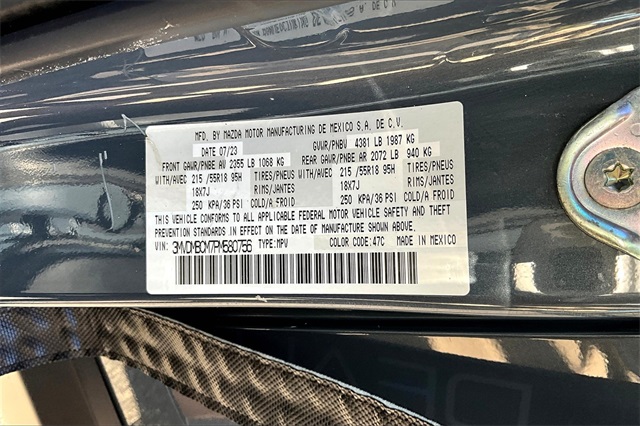 MFD. BY MAZDA MOTOR MANUFACTURING DE MEXICO S.A. DE C.V.
DATE 07/23 GVWR/PNBV 4381 LB 1987 KG
FRONT GAWR/PNBE AV 2355 LB 1068 KG REAR GAWR/PNBE AR 2072 LB 940 KG
WITH/AVEC 215/55R18 95H TIRES/PNEUS WITH/AVEC 215/55R18 95H TIRES/PNEUS
18X7J RIMS/JANTES 18X7J RIMS/JANTES
250 KPA/36 PSI COLD/A FROID 250 KPA/36 PSI COLD/A FROID
THIS VEHICLE CONFORMS TO ALL APPLICABLE FEDERAL MOTOR VEHICLE SAFETY AND THEFT
PREVENTION STANDARDS IN EFFECT ON THE DATE OF MANUFACTURE SHOWN ABOVE.
VIN: 3MVDMBCM7PM580756 TYPE:MPV COLOR CODE:47C MADE IN MEXICO